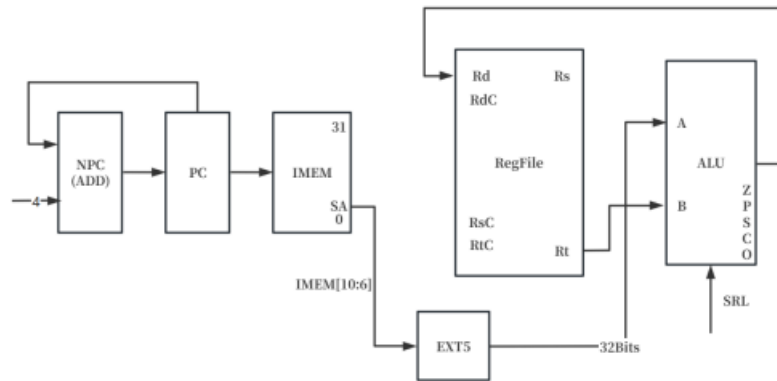 NPC
(ADD)
4
PC
31
IMEM
SA
0
IMEM[10:6]
EXT5
32Bits
Rd
Rs
RdC
RegFile
RsC
RtC
Rt
A
ALU
B
Z
P
S
C
O
SRL